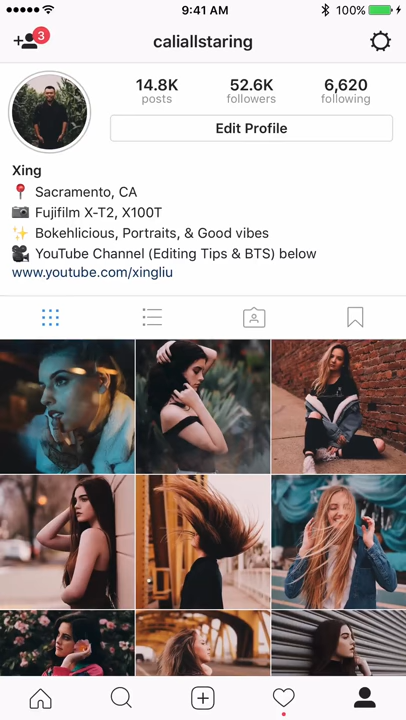 9:41 AM
100%
3
caliallstaring
14.8K
52.6K
6,620
posts
followers
following
Edit Profile
Xing
Sacramento, CA
Fujifilm X-T2, X100T
Bokehlicious, Portraits, & Good vibes
YouTube Channel (Editing Tips & BTS) below
www.youtube.com/xingliu